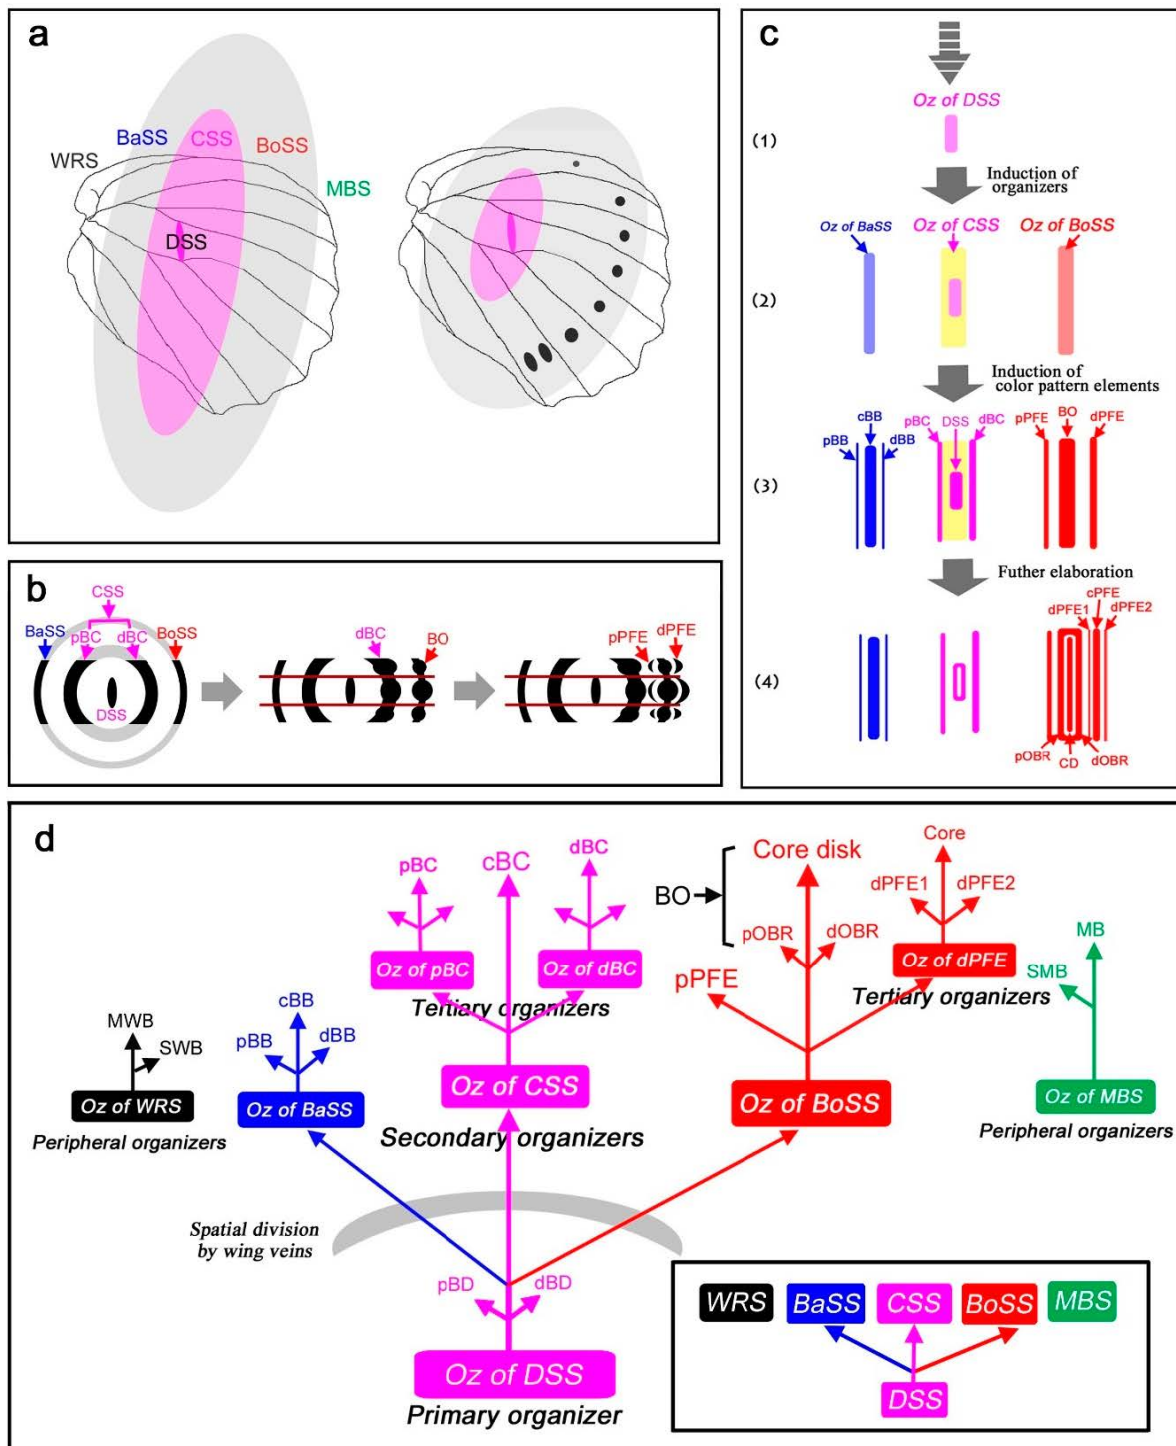 a
WRS
BaSS
CSS
BoSS
MBS
DSS
b
CSS
BaSS
pBC
dBC
BoSS
DSS
dBC
BO
pPFE
dPFE
c
Oz of DSS
(1)
Induction of
organizers
Oz of BaSS
Oz of CSS
Oz of BoSS
(2)
Induction of
color pattern elements
cBB
pBB
dBB
pBC
DSS
dBC
pPFE
BO
dPFE
(3)
Futher elaboration
cPFE
dPFE1
dPFE2
(4)
pOBR
CD
dOBR
d
pBC
cBC
dBC
BO
Core disk
Core
dPFE1
dPFE2
pOBR
dOBR
MB
Oz of pBC
Oz of dBC
Oz of dPFE
SMB
pPFE
Tertiary organizers
Tertiary organizers
cBB
MWB
SWB
pBB
dBB
Oz of WRS
Oz of BaSS
Oz of CSS
Oz of BoSS
Oz of MBS
Peripheral organizers
Secondary organizers
Peripheral organizers
Spatial division
by wing veins
pBD
dBD
Oz of DSS
Primary organizer
WRS
BaSS
CSS
BoSS
MBS
DSS